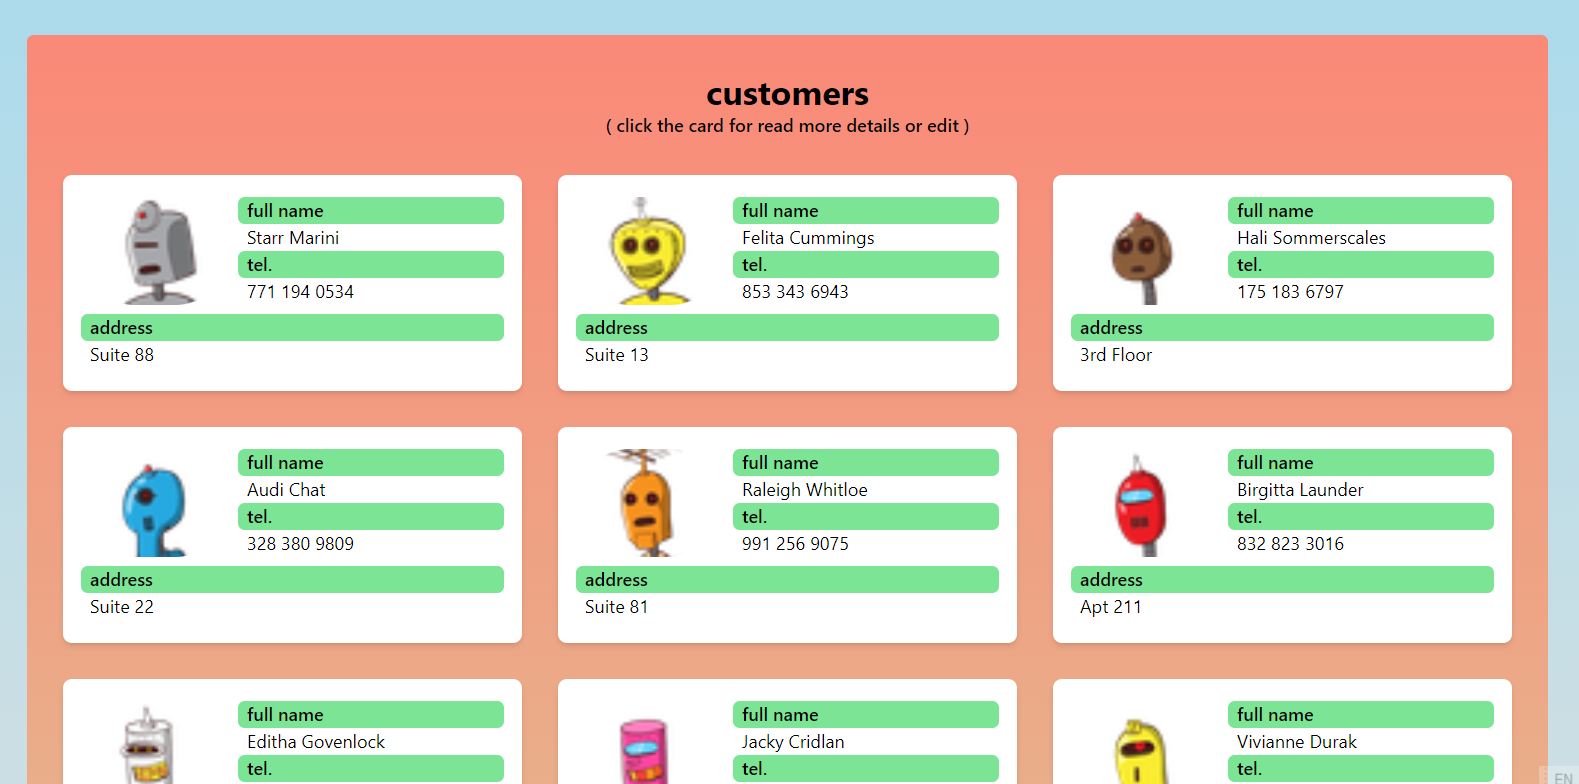 customers
( click the card for read more details or edit )
full name
Starr Marini
tel.
771 194 0534
address
Suite 88
full name
Felita Cummings
tel.
853 343 6943
address
Suite 13
full name
Hali Sommerscales
tel.
175 183 6797
address
3rd Floor
full name
Audi Chat
tel.
328 380 9809
address
Suite 22
full name
Raleigh Whitloe
tel.
991 256 9075
address
Suite 81
full name
Birgitta Launder
tel.
832 823 3016
address
Apt 211
full name
Editha Govenlock
tel.
full name
Jacky Cridlan
tel.
full name
Vivianne Durak
tel.
EN